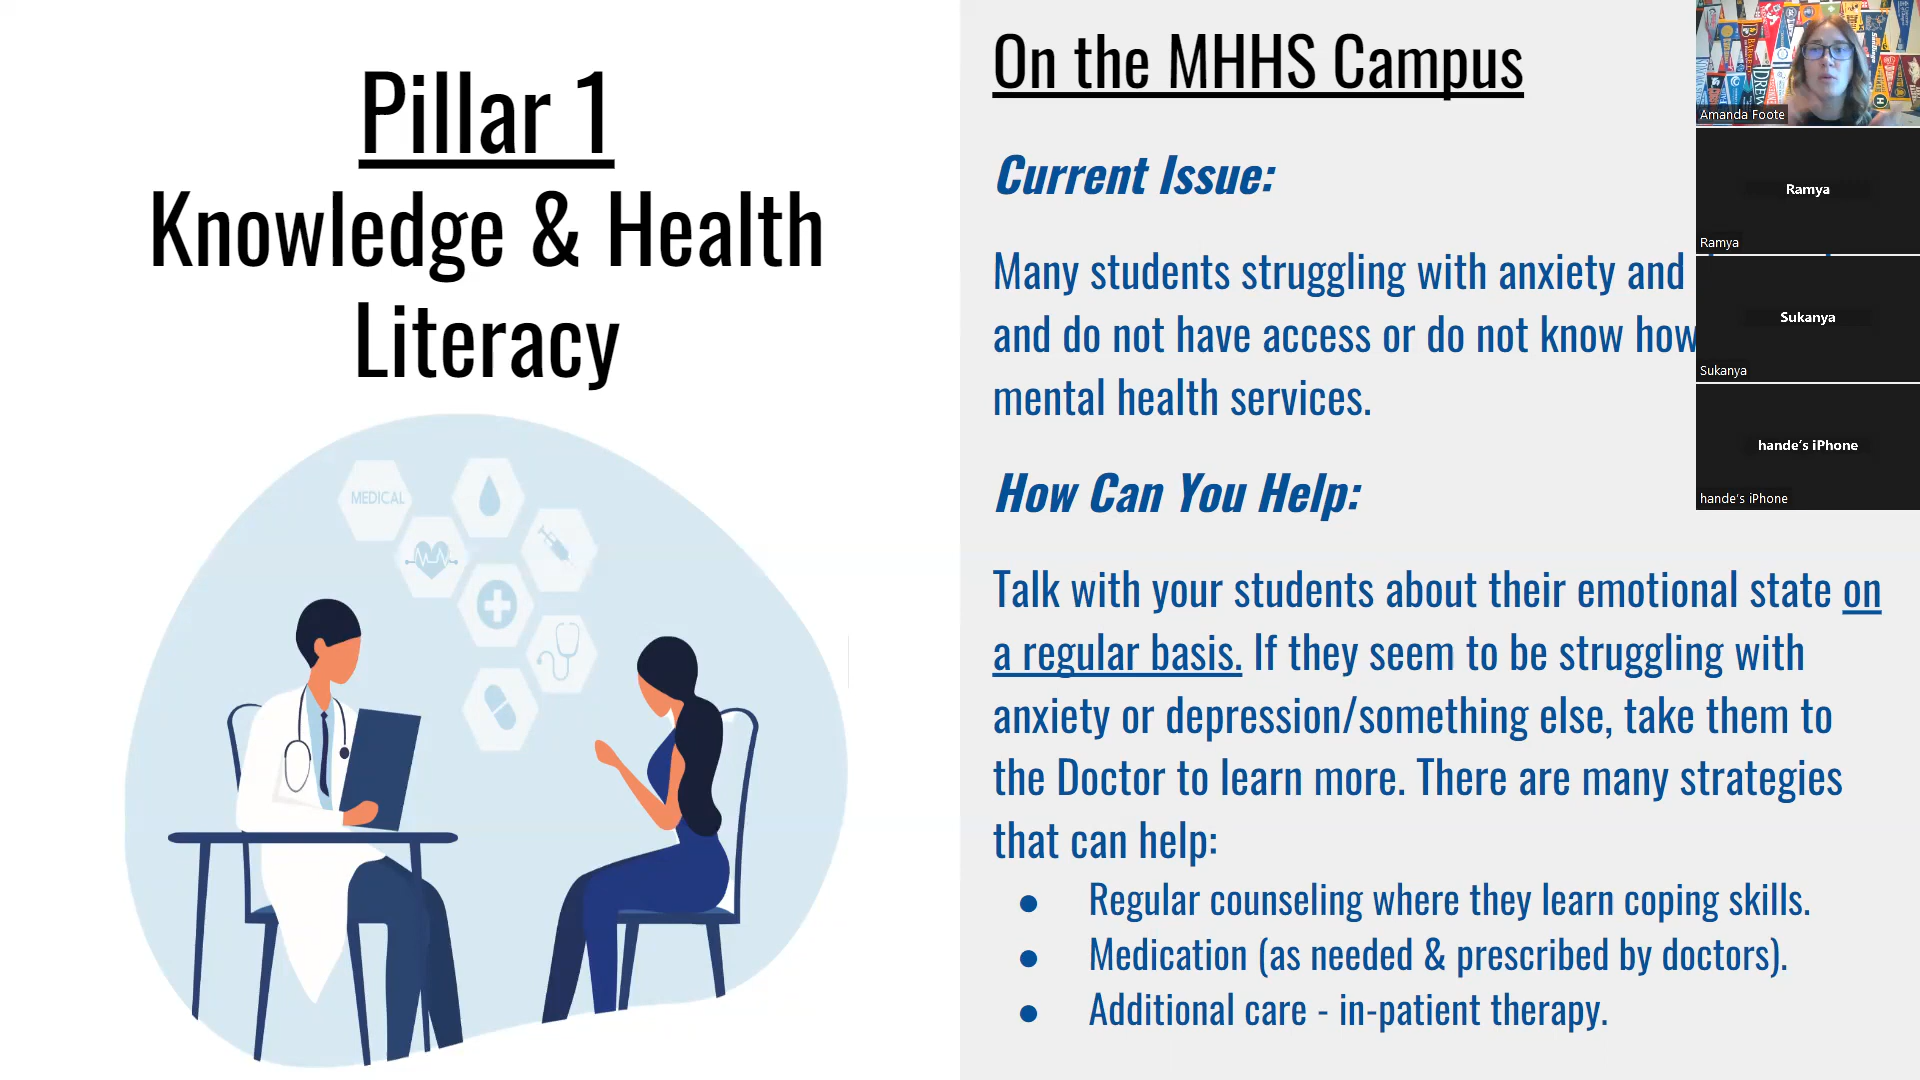 Pillar 1
Knowledge & Health
Literacy
MEDICAL
On the MHHS Campus
Current Issue:
Many students struggling with anxiety and
and do not have access or do not know how
mental health services.
How Can You Help:
Talk with your students about their emotional state on
a regular basis. If they seem to be struggling with
anxiety or depression/something else, take them to
the Doctor to learn more. There are many strategies
that can help:
● Regular counseling where they learn coping skills.
● Medication (as needed & prescribed by doctors).
● Additional care - in-patient therapy.
DREW
Amanda Foote
Ramya
Ramya
Sukanya
Sukanya
hande's iPhone
hande's iPhone